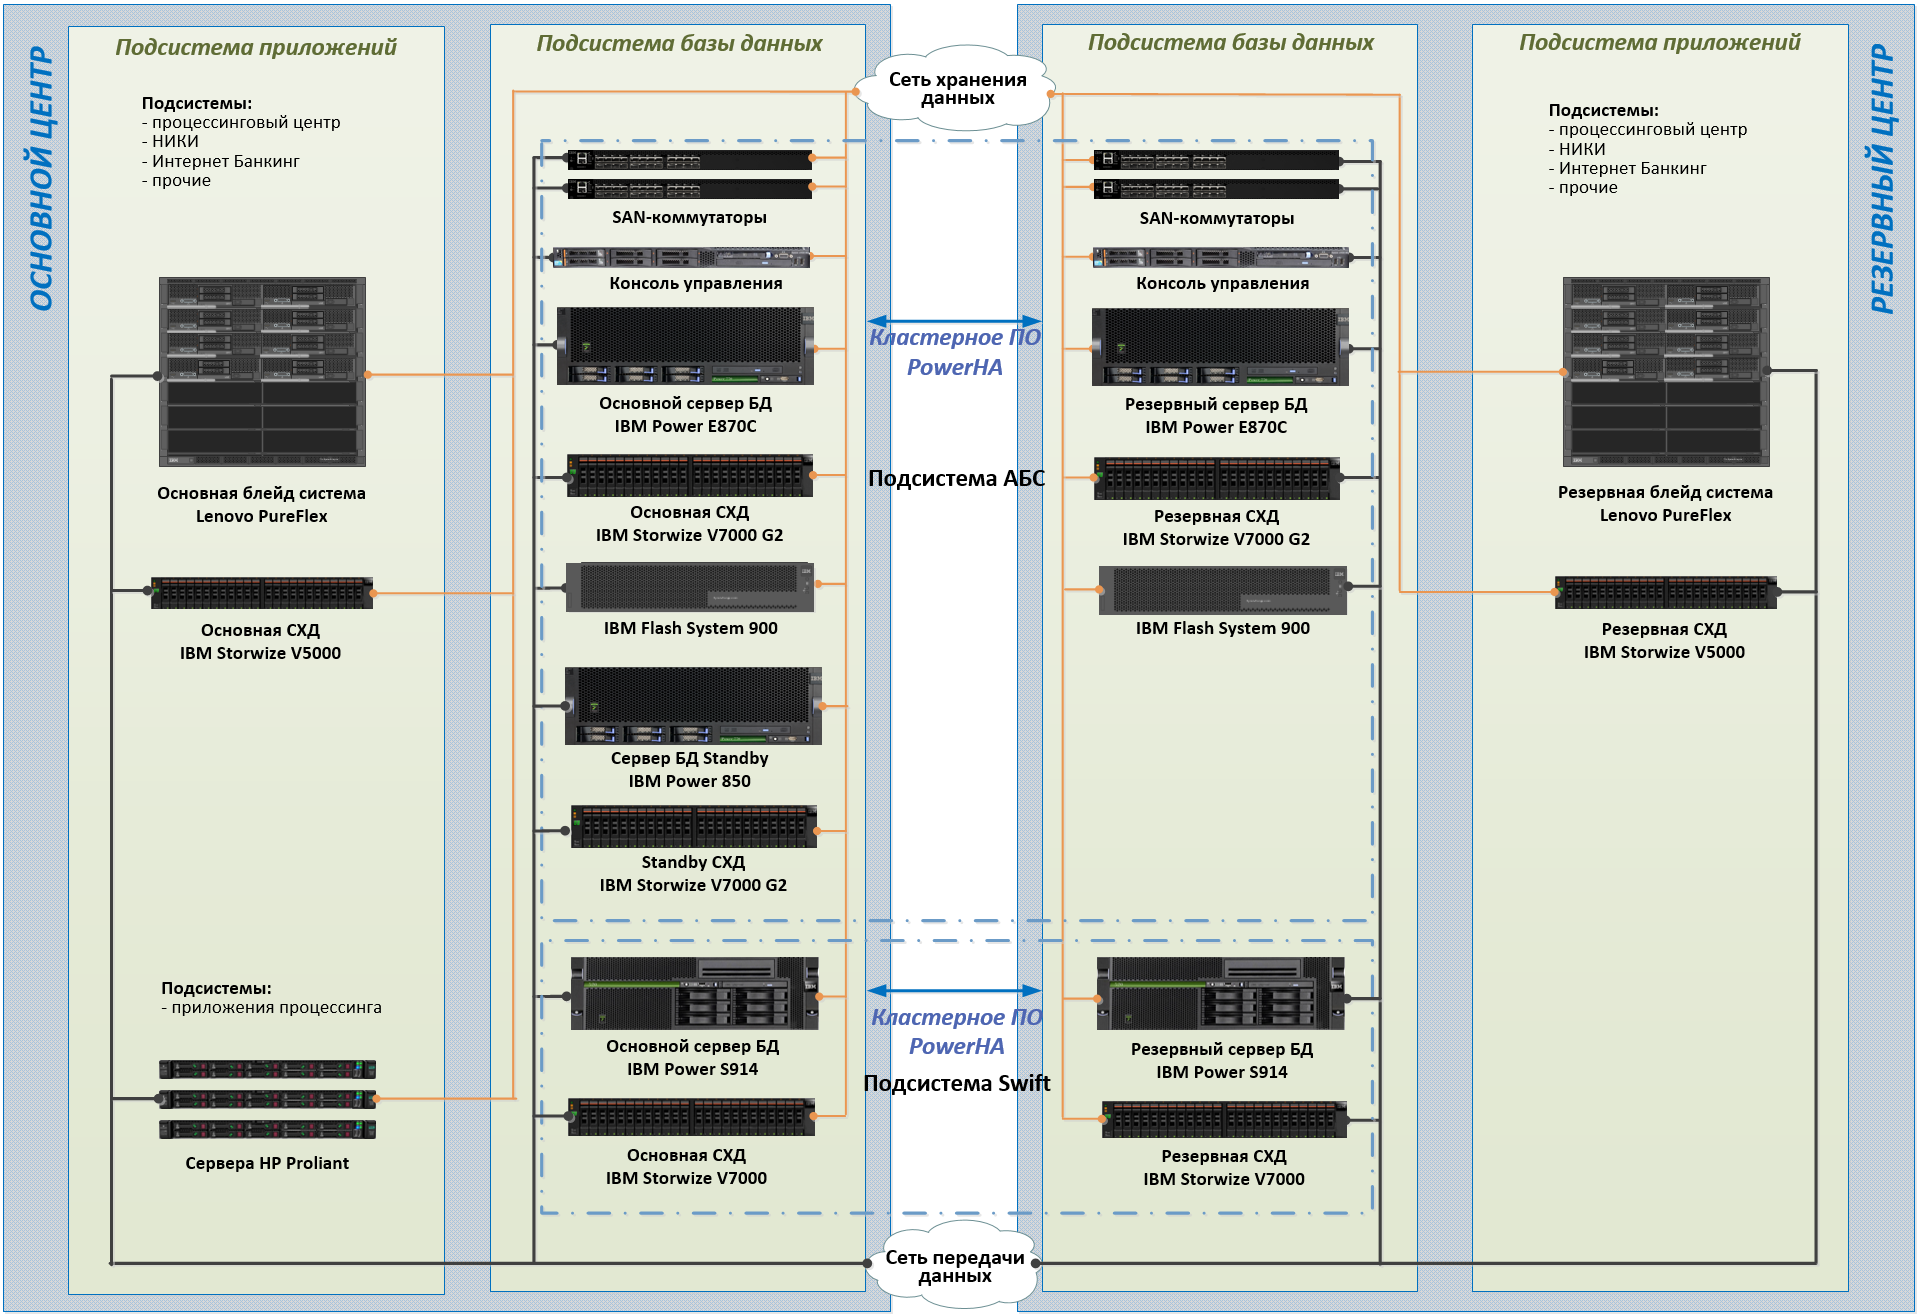 ОСНОВНОЙ ЦЕНТР
Подсистема приложений
Подсистемы:
- процессинговый центр
- НИКИ
- Интернет Банкинг
- прочие
Основная блейд система
Lenovo PureFlex
Основная СХД
IBM Storwize V5000
Подсистемы:
- приложения процессинга
Сервера HP Proliant
Подсистема базы данных
SAN-коммутаторы
Консоль управления
Основной сервер БД
IBM Power E870C
Основная СХД
IBM Storwize V7000 G2
IBM Flash System 900
Сервер БД Standby
IBM Power 850
Standby СХД
IBM Storwize V7000 G2
Основной сервер БД
IBM Power S914
Основная СХД
IBM Storwize V7000
Сеть хранения
данных
Кластерное ПО
PowerHA
Подсистема АБС
Кластерное ПО
PowerHA
Подсистема Swift
Сеть передачи
данных
Подсистема базы данных
SAN-коммутаторы
Консоль управления
Резервный сервер БД
IBM Power E870C
Резервная СХД
IBM Storwize V7000 G2
IBM Flash System 900
Резервный сервер БД
IBM Power S914
Резервная СХД
IBM Storwize V7000
Подсистема приложений
Подсистемы:
- процессинговый центр
- НИКИ
- Интернет Банкинг
- прочие
Резервная блейд система
Lenovo PureFlex
Резервная СХД
IBM Storwize V5000
РЕЗЕРВНЫЙ ЦЕНТР